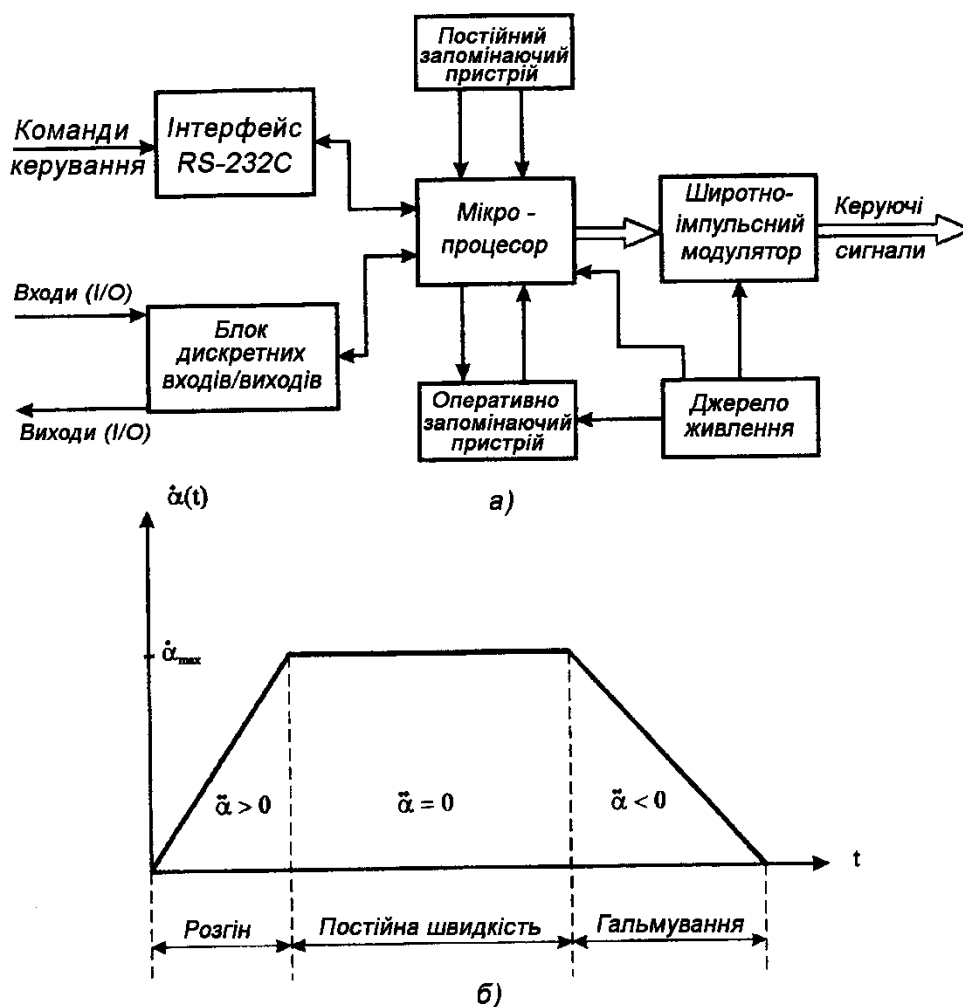 Постійний
запомінаючий
пристрій
Команди
керування
Інтерфейс
RS-232C
Мікро -
процесор
Широтно-
імпульсний
модулятор
Керуючі
сигнали
Входи (I/O)
Блок
дискретних
входів/виходів
Виходи (I/O)
Оперативно
запомінаючий
пристрій
Джерело
живлення
а)
α̇(t)
α̇max
α̈ > 0
α̈ = 0
α̈ < 0
t
Розгін
Постійна швидкість
Гальмування
б)